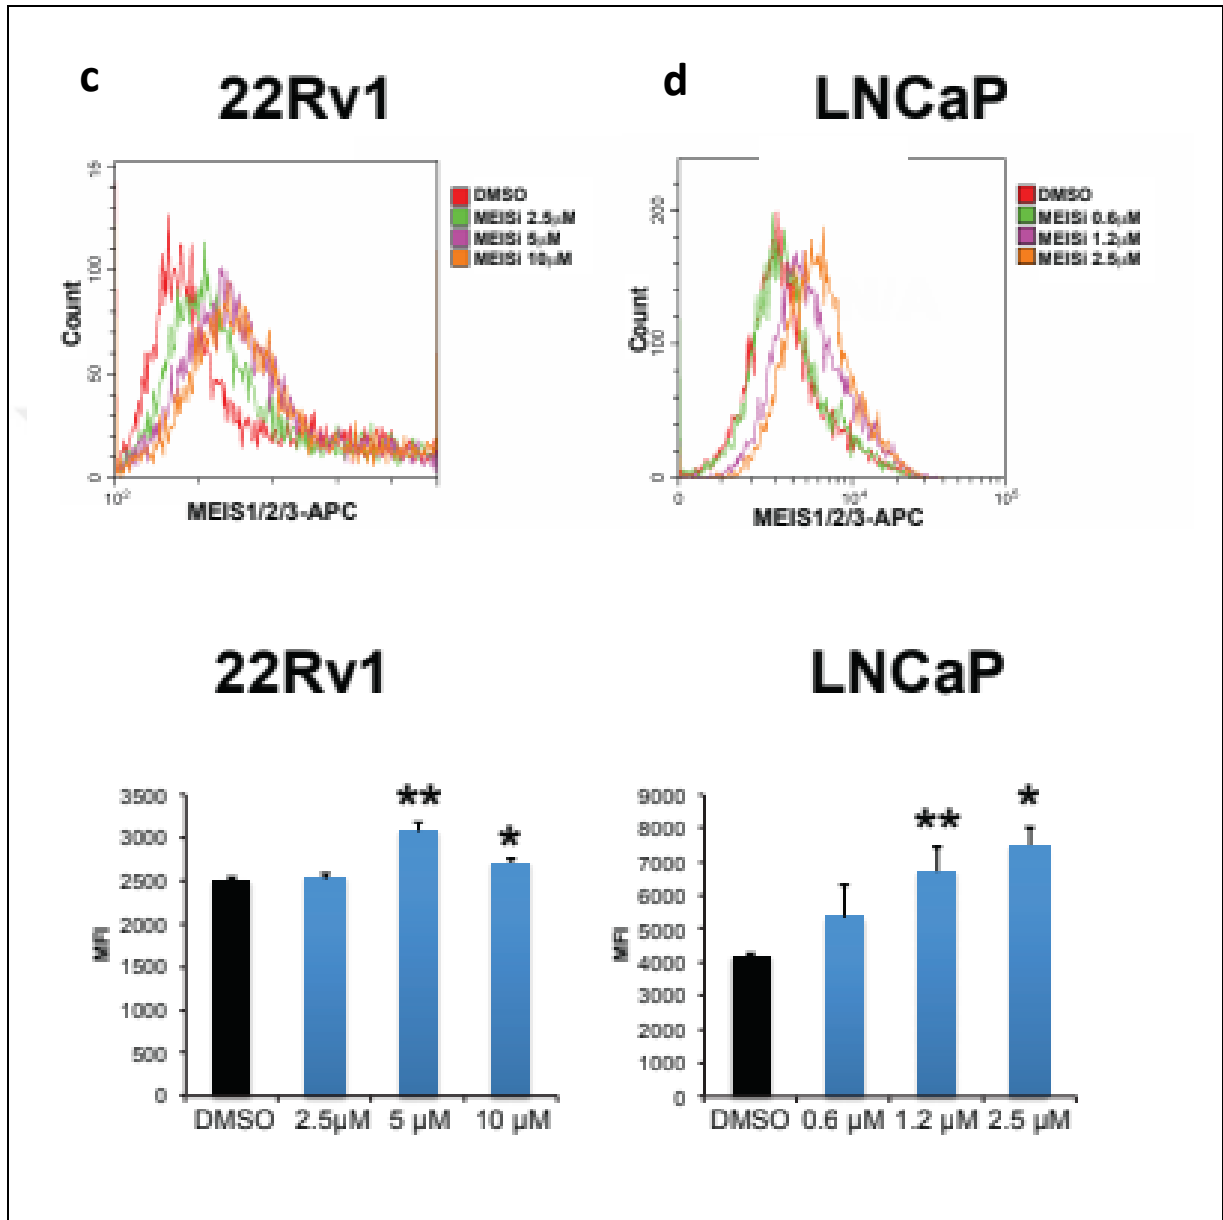 c
22Rv1
15
100
50
0
Count
10²
MEIS1/2/3-APC
DMSO
MEISi 2.5µM
MEISi 5µM
MEISi 10µM
d
LNCaP
200
100
0
Count
0
10⁴
10⁵
MEIS1/2/3-APC
DMSO
MEISi 0.6µM
MEISi 1.2µM
MEISi 2.5µM
22Rv1
3500
3000
2500
2000
1500
1000
500
0
MFI
**
*
DMSO 2.5µM 5 µM 10 µM
LNCaP
9000
8000
7000
6000
5000
4000
3000
2000
1000
0
MFI
**
*
DMSO 0.6 µM 1.2 µM 2.5 µM